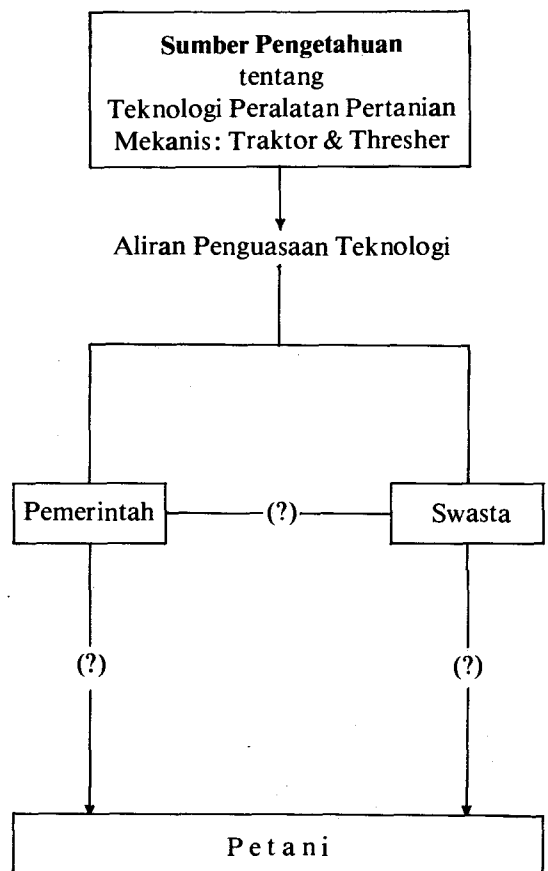 Sumber Pengetahuan
tentang
Teknologi Peralatan Pertanian
Mekanis: Traktor & Thresher
Aliran Penguasaan Teknologi
Pemerintah
(?)
Swasta
(?)
(?)
Petani